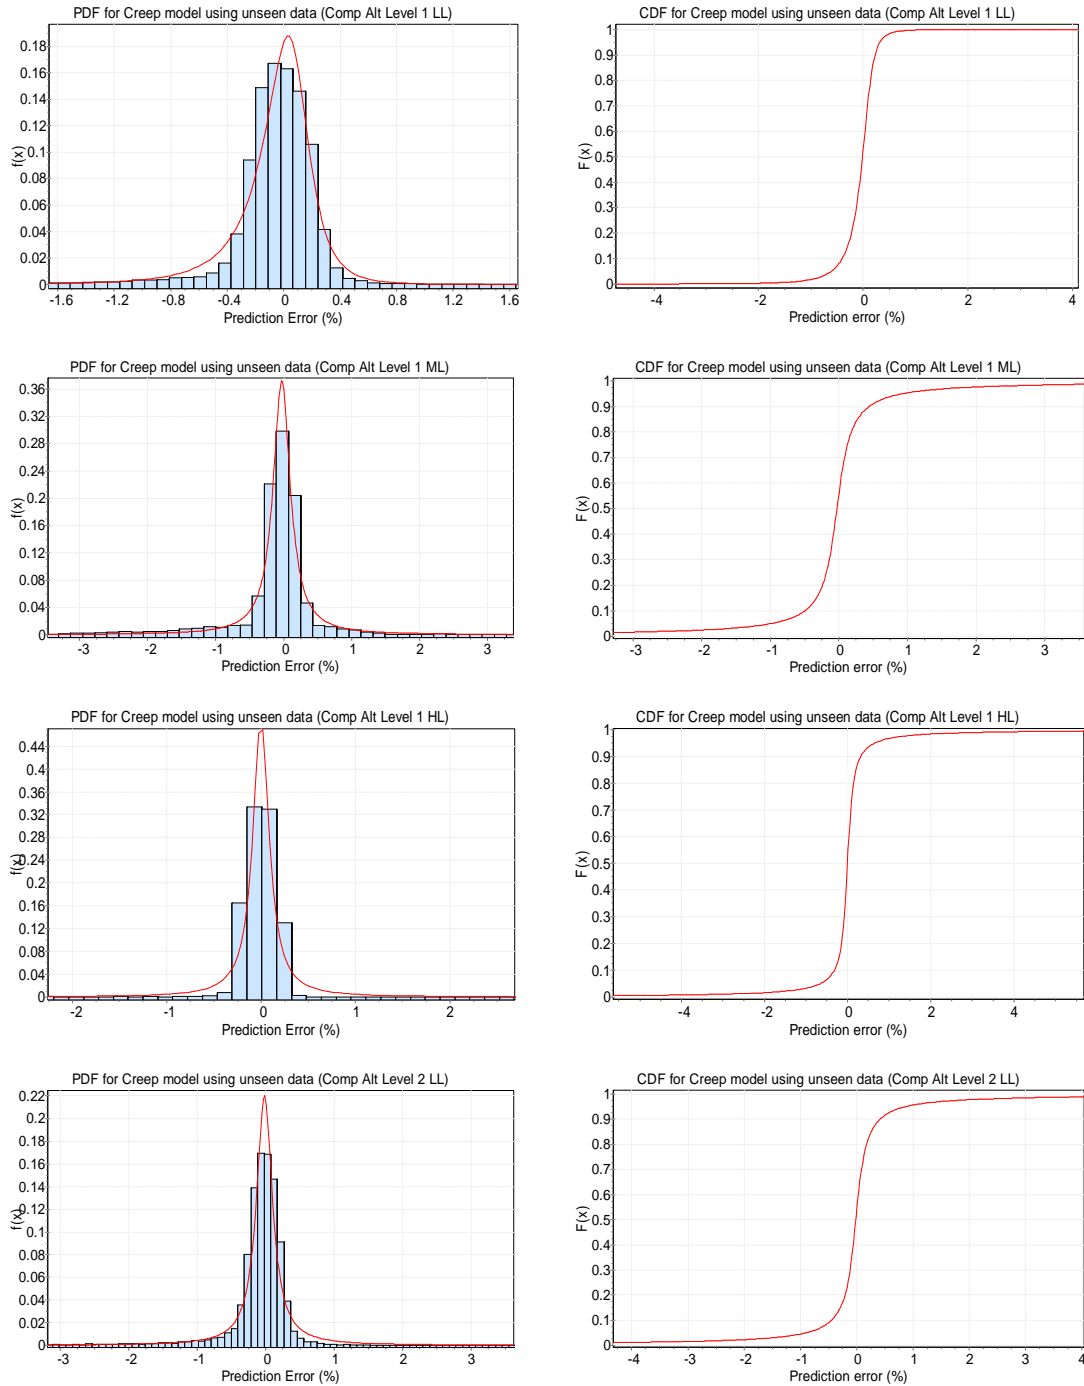 PDF for Creep model using unseen data (Comp Alt Level 1 LL)
f(x)
0.18
0.16
0.14
0.12
0.1
0.08
0.06
0.04
0.02
0
-1.6 -1.2 -0.8 -0.4 0 0.4 0.8 1.2 1.6
Prediction Error (%)
CDF for Creep model using unseen data (Comp Alt Level 1 LL)
F(x)
1
0.9
0.8
0.7
0.6
0.5
0.4
0.3
0.2
0.1
0
-4 -2 0 2 4
Prediction error (%)
PDF for Creep model using unseen data (Comp Alt Level 1 ML)
f(x)
0.36
0.32
0.28
0.24
0.2
0.16
0.12
0.08
0.04
0
-3 -2 -1 0 1 2 3
Prediction Error (%)
CDF for Creep model using unseen data (Comp Alt Level 1 ML)
F(x)
1
0.9
0.8
0.7
0.6
0.5
0.4
0.3
0.2
0.1
0
-3 -2 -1 0 1 2 3
Prediction error (%)
PDF for Creep model using unseen data (Comp Alt Level 1 HL)
f(x)
0.44
0.4
0.36
0.32
0.28
0.24
0.2
0.16
0.12
0.08
0.04
0
-2 -1 0 1 2
Prediction Error (%)
CDF for Creep model using unseen data (Comp Alt Level 1 HL)
F(x)
1
0.9
0.8
0.7
0.6
0.5
0.4
0.3
0.2
0.1
0
-4 -2 0 2 4
Prediction error (%)
PDF for Creep model using unseen data (Comp Alt Level 2 LL)
f(x)
0.22
0.2
0.18
0.16
0.14
0.12
0.1
0.08
0.06
0.04
0.02
0
-3 -2 -1 0 1 2 3
Prediction Error (%)
CDF for Creep model using unseen data (Comp Alt Level 2 LL)
F(x)
1
0.9
0.8
0.7
0.6
0.5
0.4
0.3
0.2
0.1
0
-4 -3 -2 -1 0 1 2 3 4
Prediction error (%)